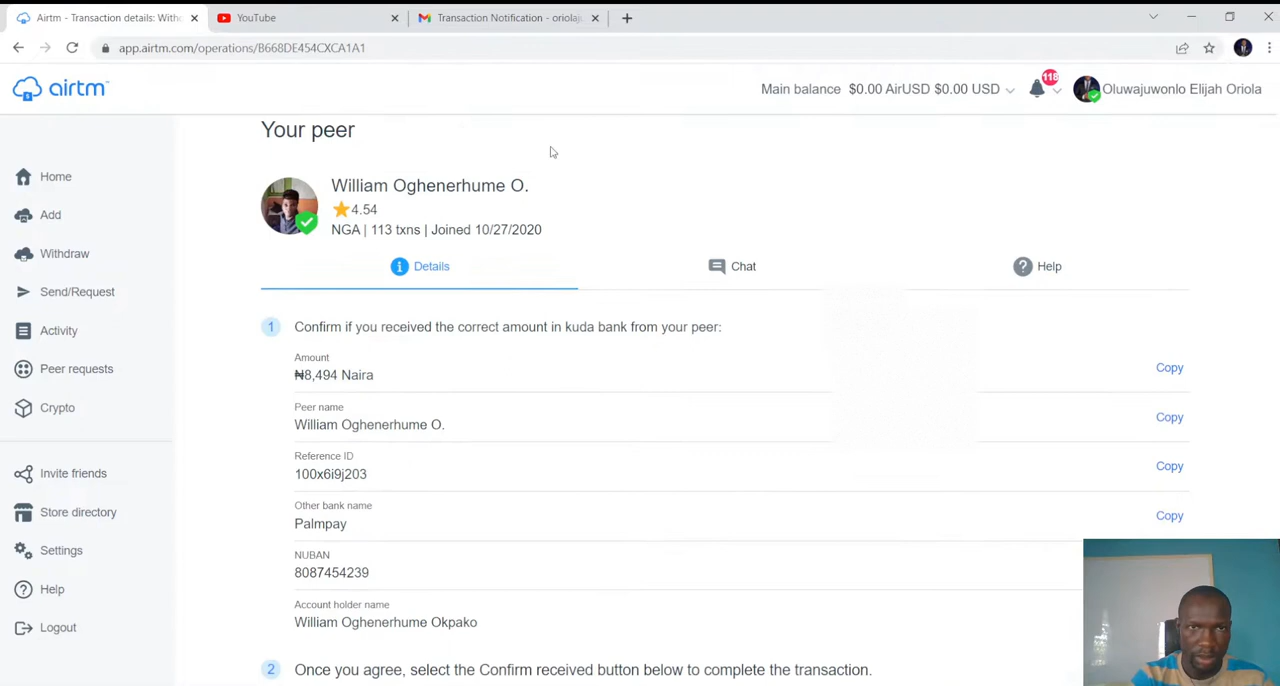 Airtm - Transaction details: With
YouTube
Transaction Notification - oriolaju
app.airtm.com/operations/B668DE454CXCA1A1
airtm
Main balance $0.00 AirUSD $0.00 USD
118
Oluwajuwonlo Elijah Oriola
Home
Add
Withdraw
Send/Request
Activity
Peer requests
Crypto
Invite friends
Store directory
Settings
Help
Logout
Your peer
William Oghenerhume O.
4.54
NGA | 113 txns | Joined 10/27/2020
Details
Chat
Help
1 Confirm if you received the correct amount in kuda bank from your peer:
Amount
₦8,494 Naira
Copy
Peer name
William Oghenerhume O.
Copy
Reference ID
100x6i9j203
Copy
Other bank name
Palmpay
Copy
NUBAN
8087454239
Account holder name
William Oghenerhume Okpako
2 Once you agree, select the Confirm received button below to complete the transaction.